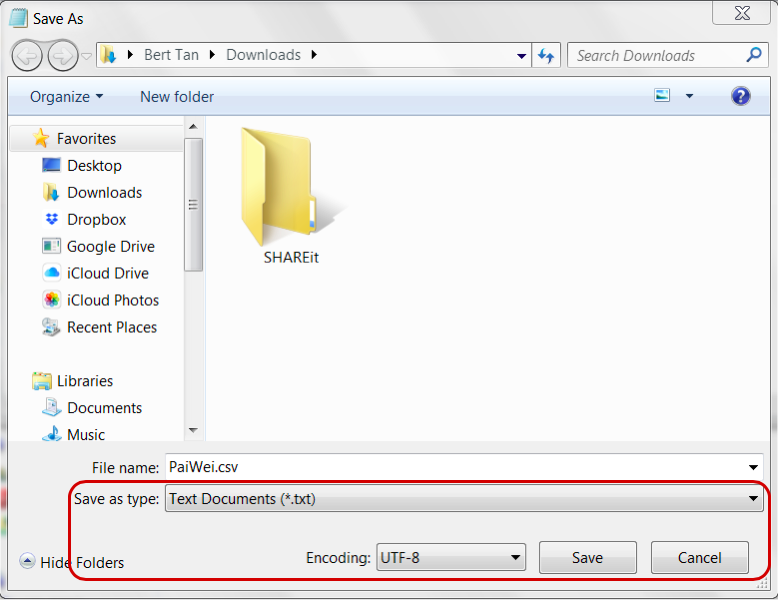 Save As
Bert Tan Downloads
Search Downloads
Organize New folder
?
Favorites
Desktop
Downloads
Dropbox
Google Drive
iCloud Drive
iCloud Photos
Recent Places
Libraries
Documents
Music
SHAREit
File name: PaiWei.csv
Save as type: Text Documents (*.txt)
Hide Folders Encoding: UTF-8 Save Cancel